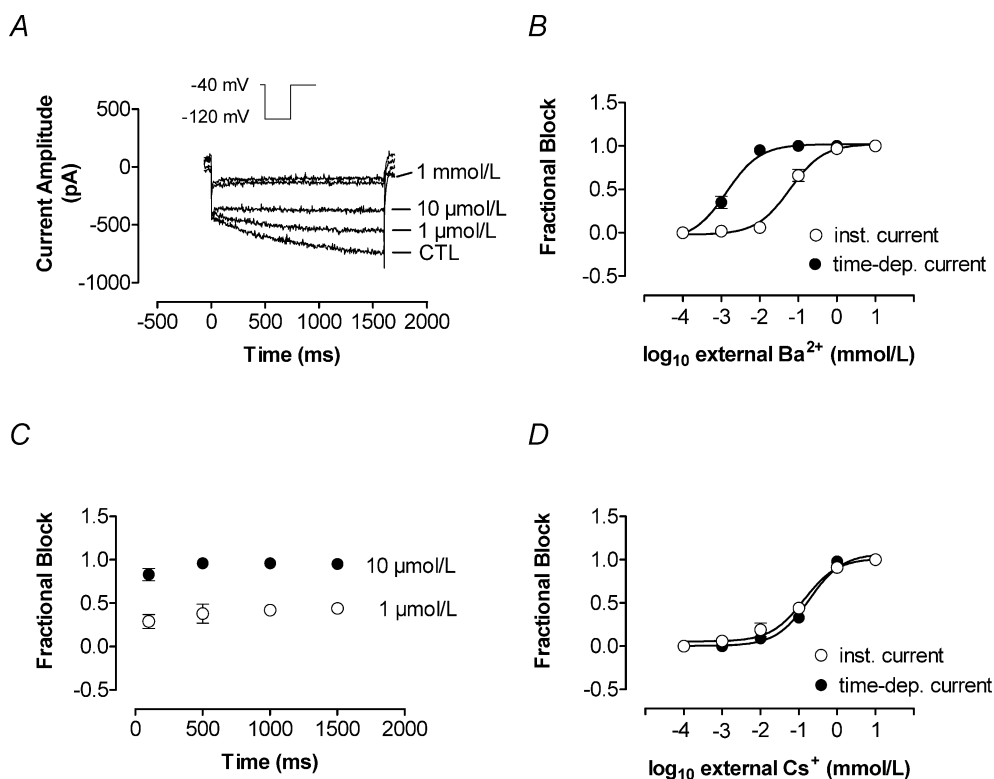 A
-40 mV
-120 mV
500
0
-500
-1000
Current Amplitude
(pA)
1 mmol/L
10 µmol/L
1 µmol/L
CTL
-500 0 500 1000 1500 2000
Time (ms)
B
1.5
1.0
0.5
0.0
-0.5
Fractional Block
inst. current
time-dep. current
-4 -3 -2 -1 0 1
log₁₀ external Ba²⁺ (mmol/L)
C
1.5
1.0
0.5
0.0
-0.5
Fractional Block
10 µmol/L
1 µmol/L
0 500 1000 1500 2000
Time (ms)
D
1.5
1.0
0.5
0.0
-0.5
Fractional Block
inst. current
time-dep. current
-4 -3 -2 -1 0 1
log₁₀ external Cs⁺ (mmol/L)